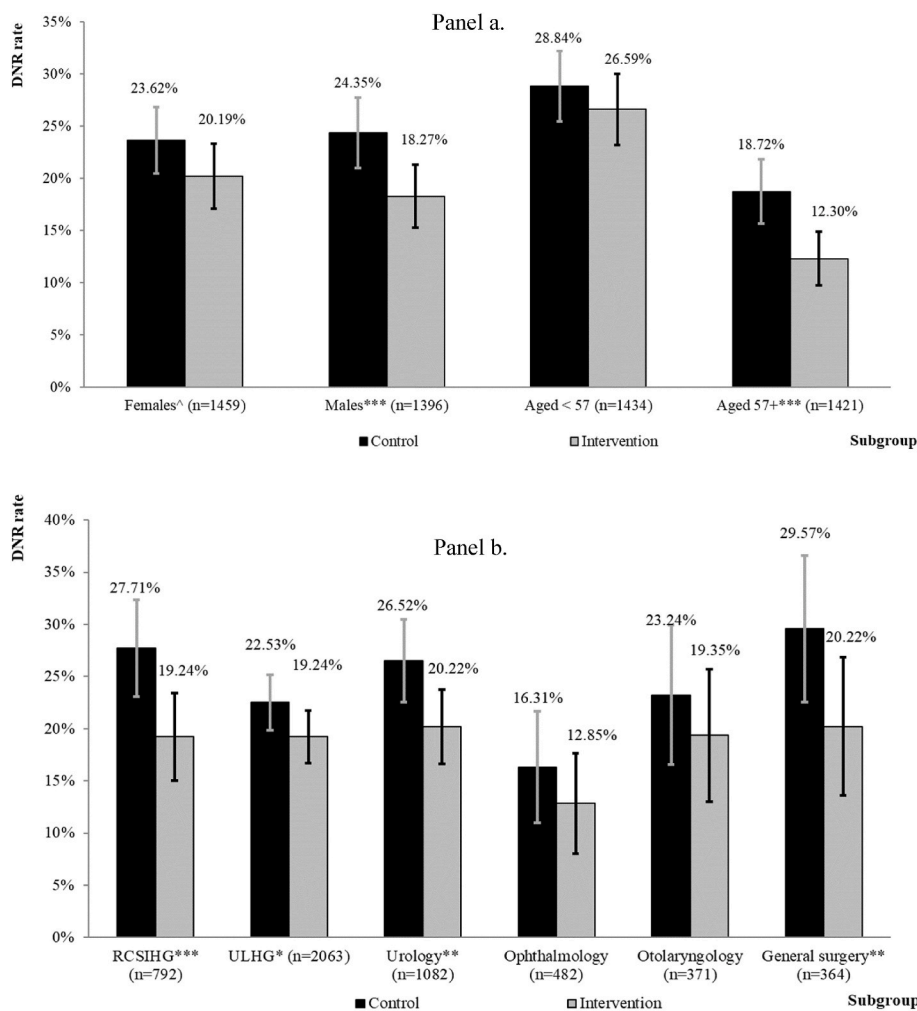 Panel a.
DNR rate
35%
30%
25%
20%
15%
10%
5%
0%
23.62%
20.19%
24.35%
18.27%
28.84%
26.59%
18.72%
12.30%
Females^ (n=1459)
Males*** (n=1396)
Aged < 57 (n=1434)
Aged 57+*** (n=1421)
Control
Intervention
Subgroup
Panel b.
DNR rate
40%
35%
30%
25%
20%
15%
10%
5%
0%
27.71%
19.24%
22.53%
19.24%
26.52%
20.22%
16.31%
12.85%
23.24%
19.35%
29.57%
20.22%
RCSIHG***
(n=792)
ULHG* (n=2063)
Urology**
(n=1082)
Ophthalmology
(n=482)
Otolaryngology
(n=371)
General surgery**
(n=364)
Control
Intervention
Subgroup